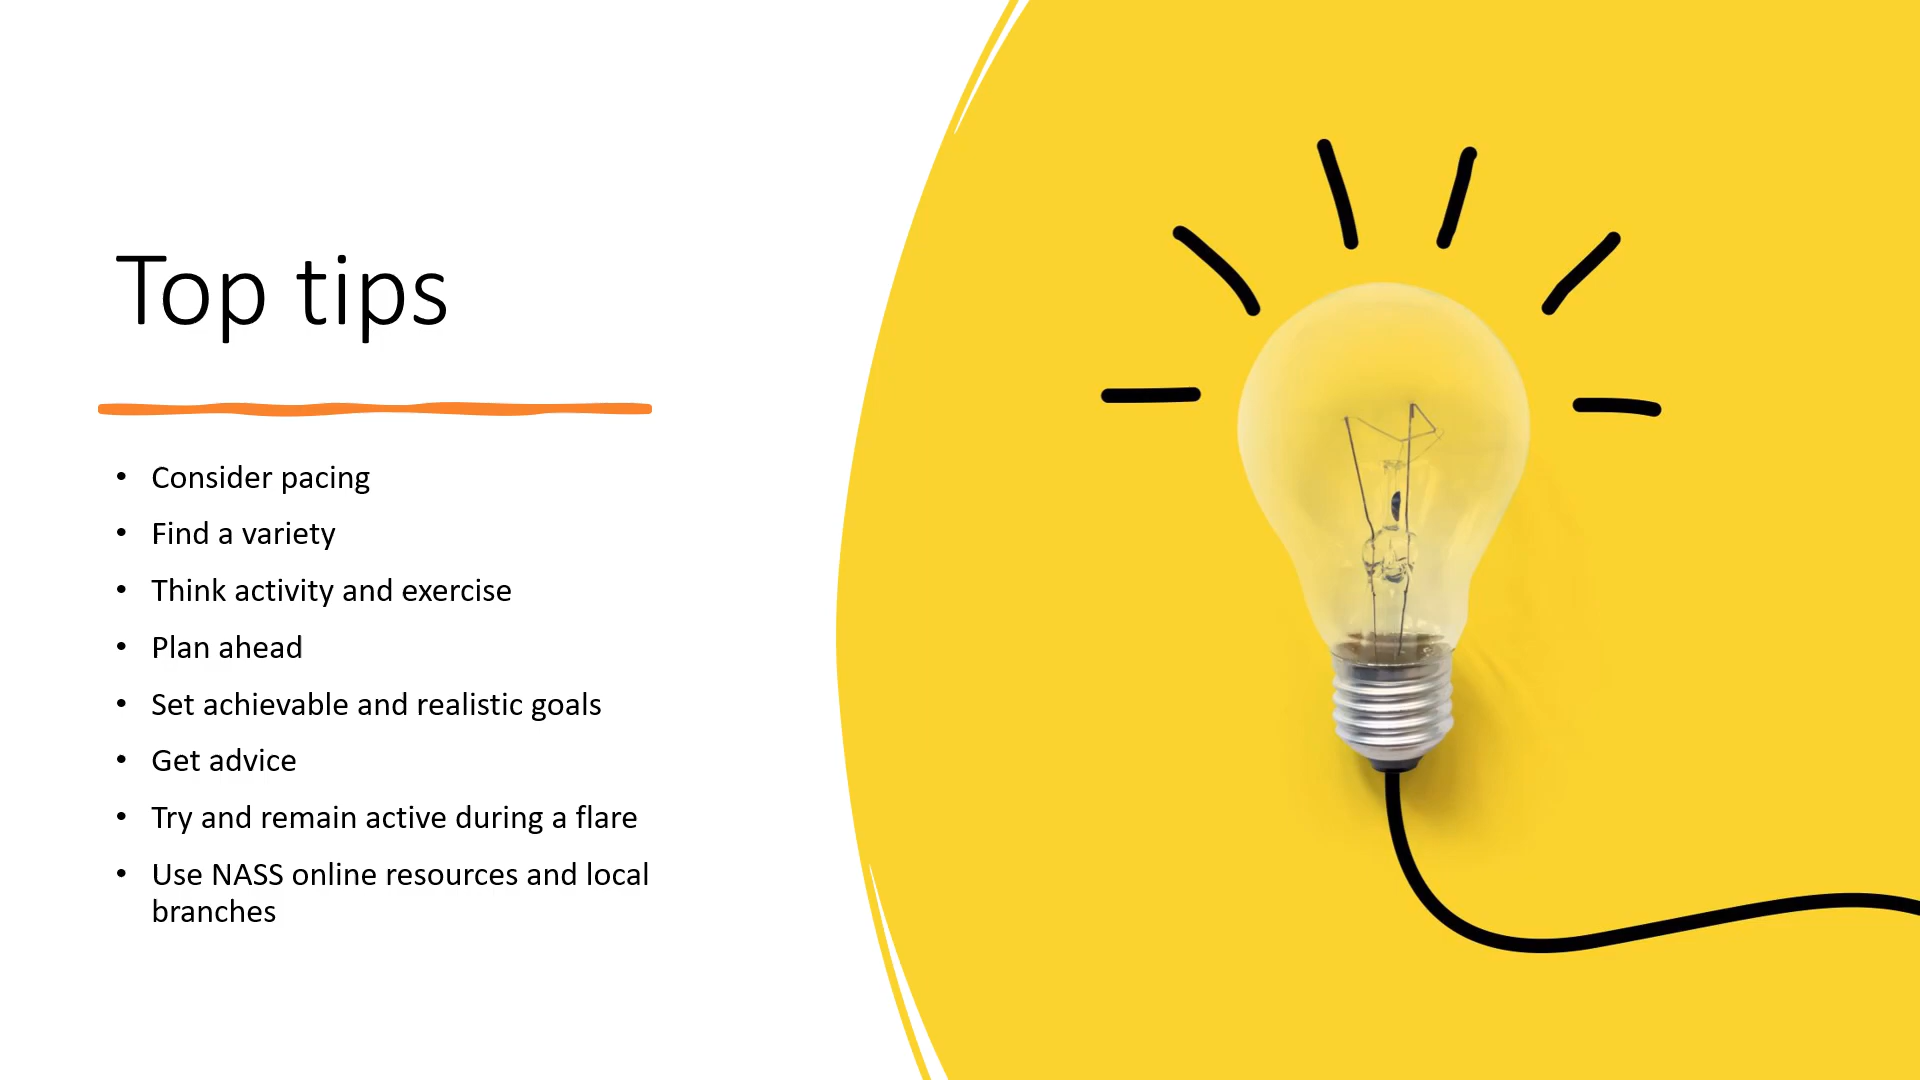 Top tips
• Consider pacing
• Find a variety
• Think activity and exercise
• Plan ahead
• Set achievable and realistic goals
• Get advice
• Try and remain active during a flare
• Use NASS online resources and local
branches